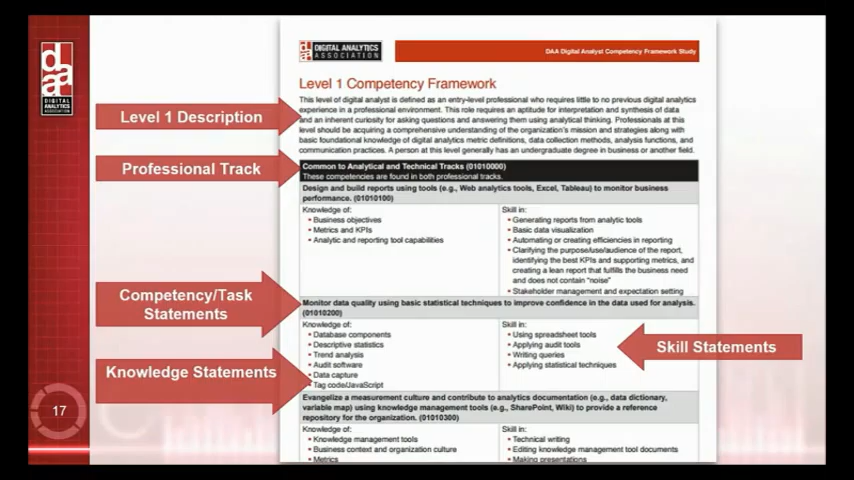 daa
DIGITAL
ANALYTICS
ASSOCIATION
Level 1 Description
Professional Track
Competency/Task
Statements
Knowledge Statements
Skill Statements
17
daa
DIGITAL ANALYTICS
ASSOCIATION
DAA Digital Analyst Competency Framework Study
Level 1 Competency Framework
This level of digital analyst is defined as an entry-level professional who requires little to no previous digital analytics
experience in a professional environment. This role requires an aptitude for interpretation and synthesis of data
and an inherent curiosity for asking questions and answering them using analytical thinking. Professionals at this
level should be acquiring a comprehensive understanding of the organization's mission and strategies along with
basic foundational knowledge of digital analytics metric definitions, data collection methods, analysis functions, and
communication practices. A person at this level generally has an undergraduate degree in business or another field.
Common to Analytical and Technical Tracks (01010000)
These competencies are found in both professional tracks.
Design and build reports using tools (e.g., Web analytics tools, Excel, Tableau) to monitor business
performance. (01010100)
Knowledge of:
• Business objectives
• Metrics and KPIs
• Analytic and reporting tool capabilities
Skill in:
• Generating reports from analytic tools
• Basic data visualization
• Automating or creating efficiencies in reporting
• Clarifying the purpose/use/audience of the report,
identifying the best KPIs and supporting metrics, and
creating a lean report that fulfills the business need
and does not contain "noise"
• Stakeholder management and expectation setting
Monitor data quality using basic statistical techniques to improve confidence in the data used for analysis.
(01010200)
Knowledge of:
• Database components
• Descriptive statistics
• Trend analysis
• Audit software
• Data capture
• Tag code/JavaScript
Skill in:
• Using spreadsheet tools
• Applying audit tools
• Writing queries
• Applying statistical techniques
Evangelize a measurement culture and contribute to analytics documentation (e.g., data dictionary,
variable map) using knowledge management tools (e.g., SharePoint, Wiki) to provide a reference
repository for the organization. (01010300)
Knowledge of:
• Knowledge management tools
• Business context and organization culture
• Metrics
Skill in:
• Technical writing
• Editing knowledge management tool documents
• Making presentations